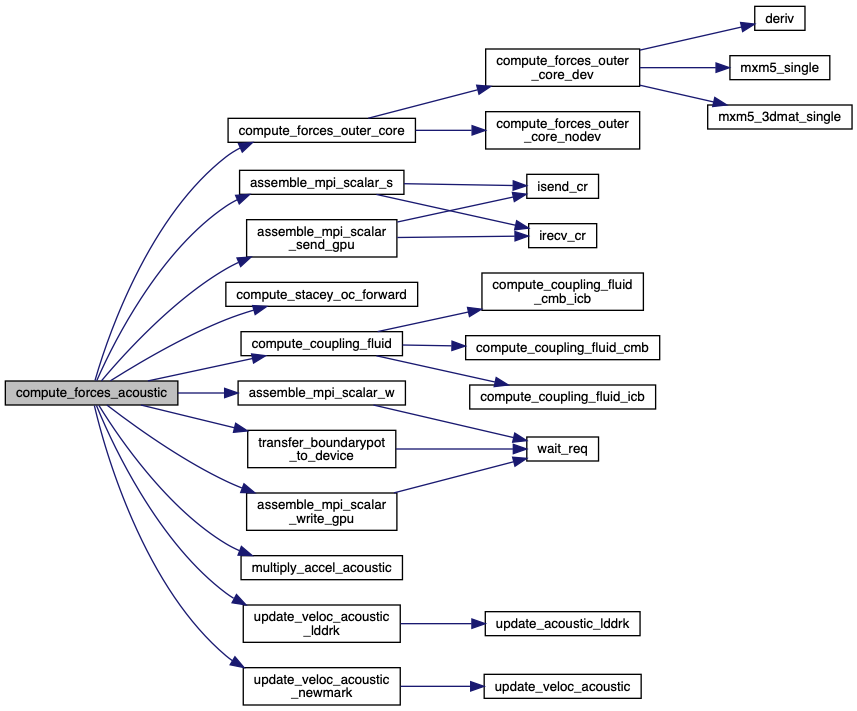 deriv
compute_forces_outer
_core_dev
mxm5_single
mxm5_3dmat_single
compute_forces_outer_core
compute_forces_outer
_core_nodev
assemble_mpi_scalar_s
isend_cr
assemble_mpi_scalar
_send_gpu
irecv_cr
compute_stacey_oc_forward
compute_coupling_fluid
_cmb_icb
compute_coupling_fluid
compute_coupling_fluid_cmb
compute_forces_acoustic
assemble_mpi_scalar_w
compute_coupling_fluid_icb
transfer_boundarypot
_to_device
wait_req
assemble_mpi_scalar
_write_gpu
multiply_accel_acoustic
update_veloc_acoustic
_lddrk
update_acoustic_lddrk
update_veloc_acoustic
_newmark
update_veloc_acoustic